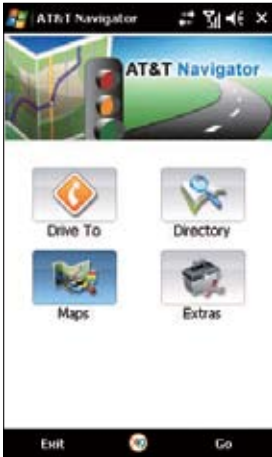 AT&T Navigator
AT&T Navigator
Drive To
Directory
Maps
Extras
Exit
Go